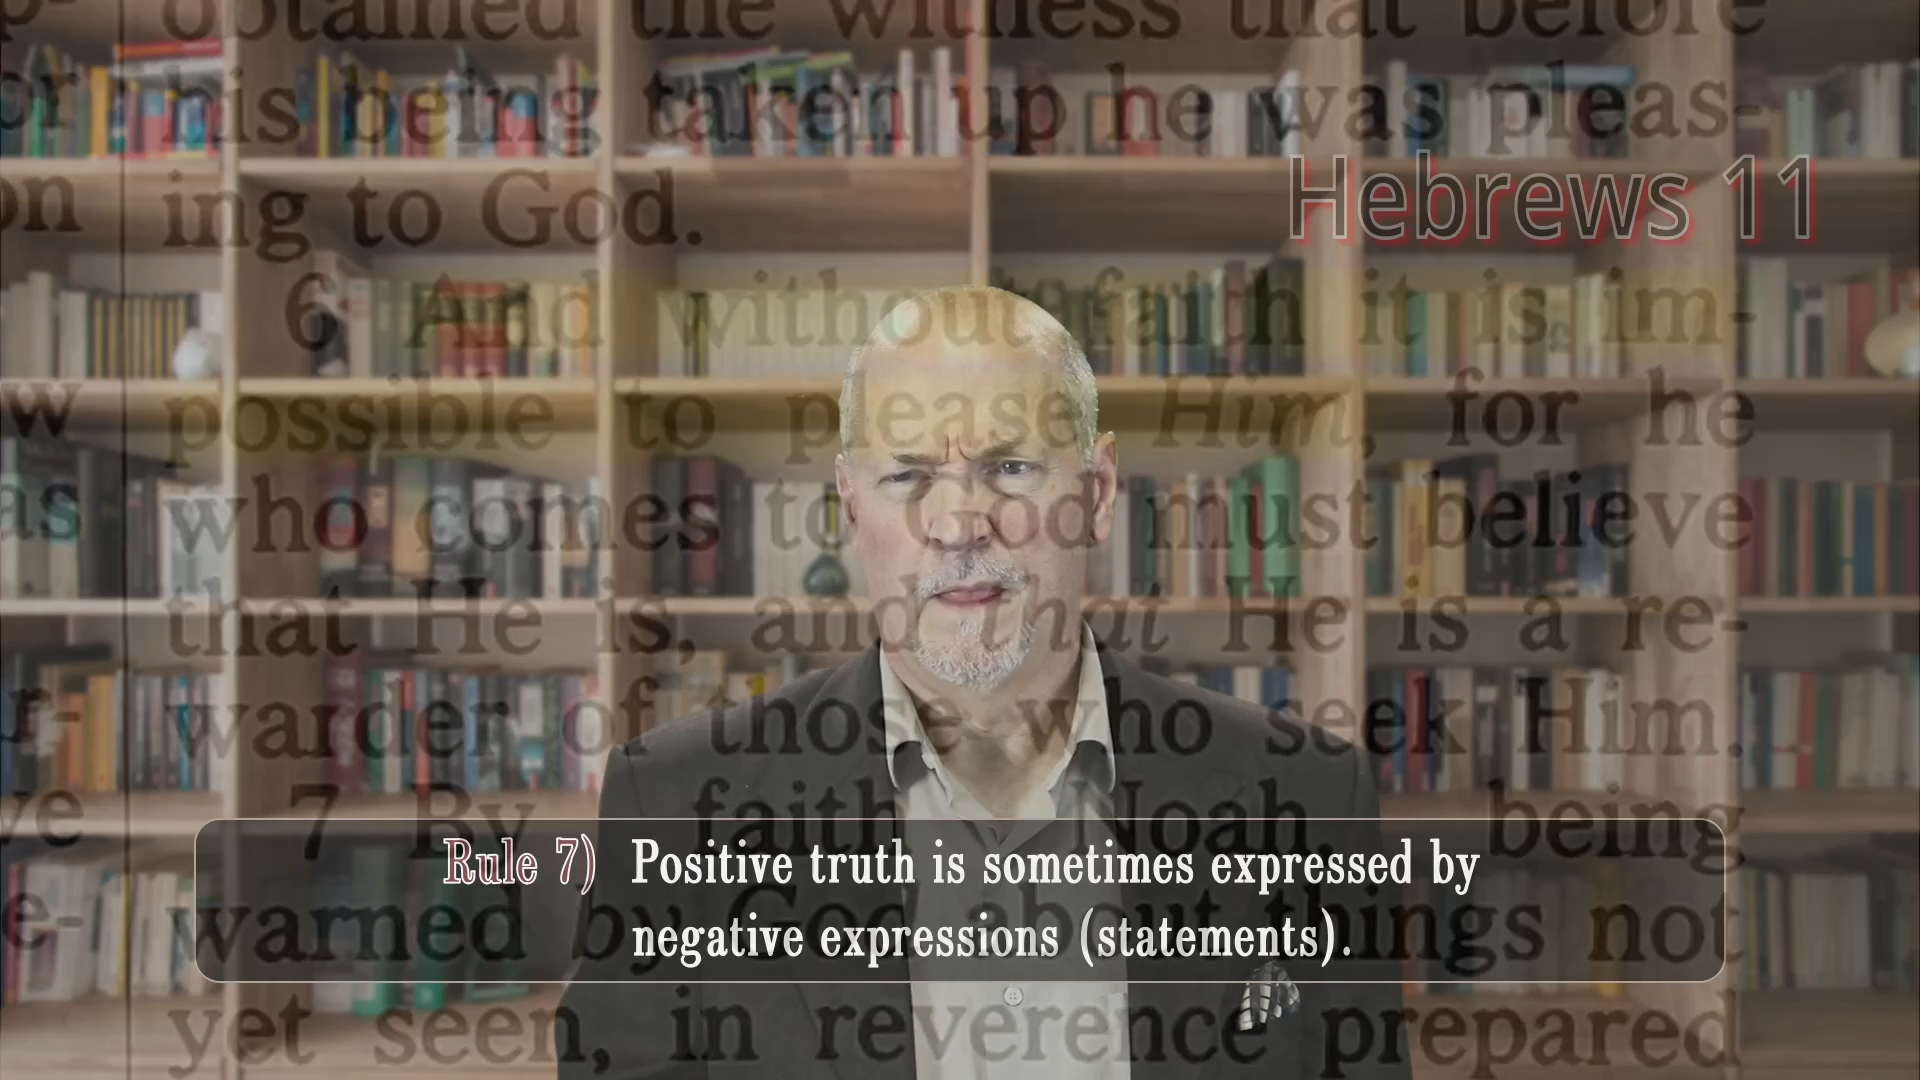 obtained the witness that before
or his being taken up he was pleas-
Hebrews 11
on ing to God.
6 And without faith it is im-
w possible to please Him, for he
as who comes to God must believe
that He is, and that He is a re-
r- warder of those who seek Him.
ve 7 By faith Noah, being
Rule 7) Positive truth is sometimes expressed by
e- warned by God about things not
negative expressions (statements).
yet seen, in reverence prepared